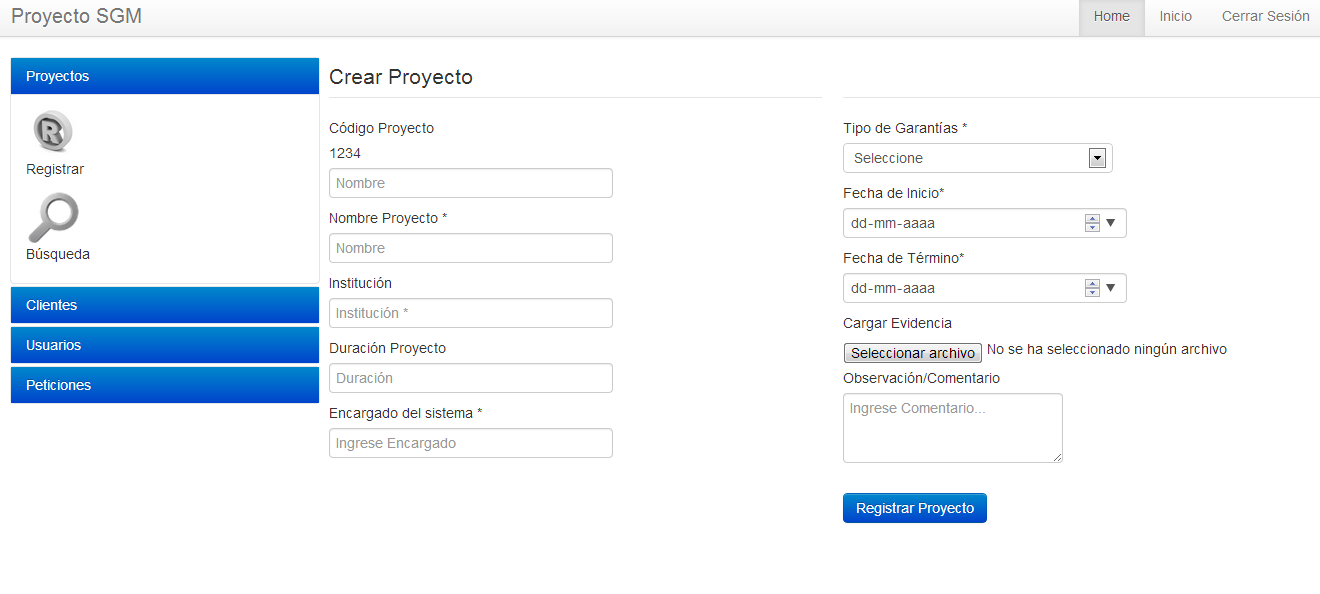 Proyecto SGM
Home
Inicio
Cerrar Sesión
Proyectos
R
Registrar
Búsqueda
Clientes
Usuarios
Peticiones
Crear Proyecto
Código Proyecto
1234
Nombre
Nombre Proyecto *
Nombre
Institución
Institución *
Duración Proyecto
Duración
Encargado del sistema *
Ingrese Encargado
Tipo de Garantías *
Seleccione
Fecha de Inicio*
dd-mm-aaaa
Fecha de Término*
dd-mm-aaaa
Cargar Evidencia
Seleccionar archivo No se ha seleccionado ningún archivo
Observación/Comentario
Ingrese Comentario...
Registrar Proyecto